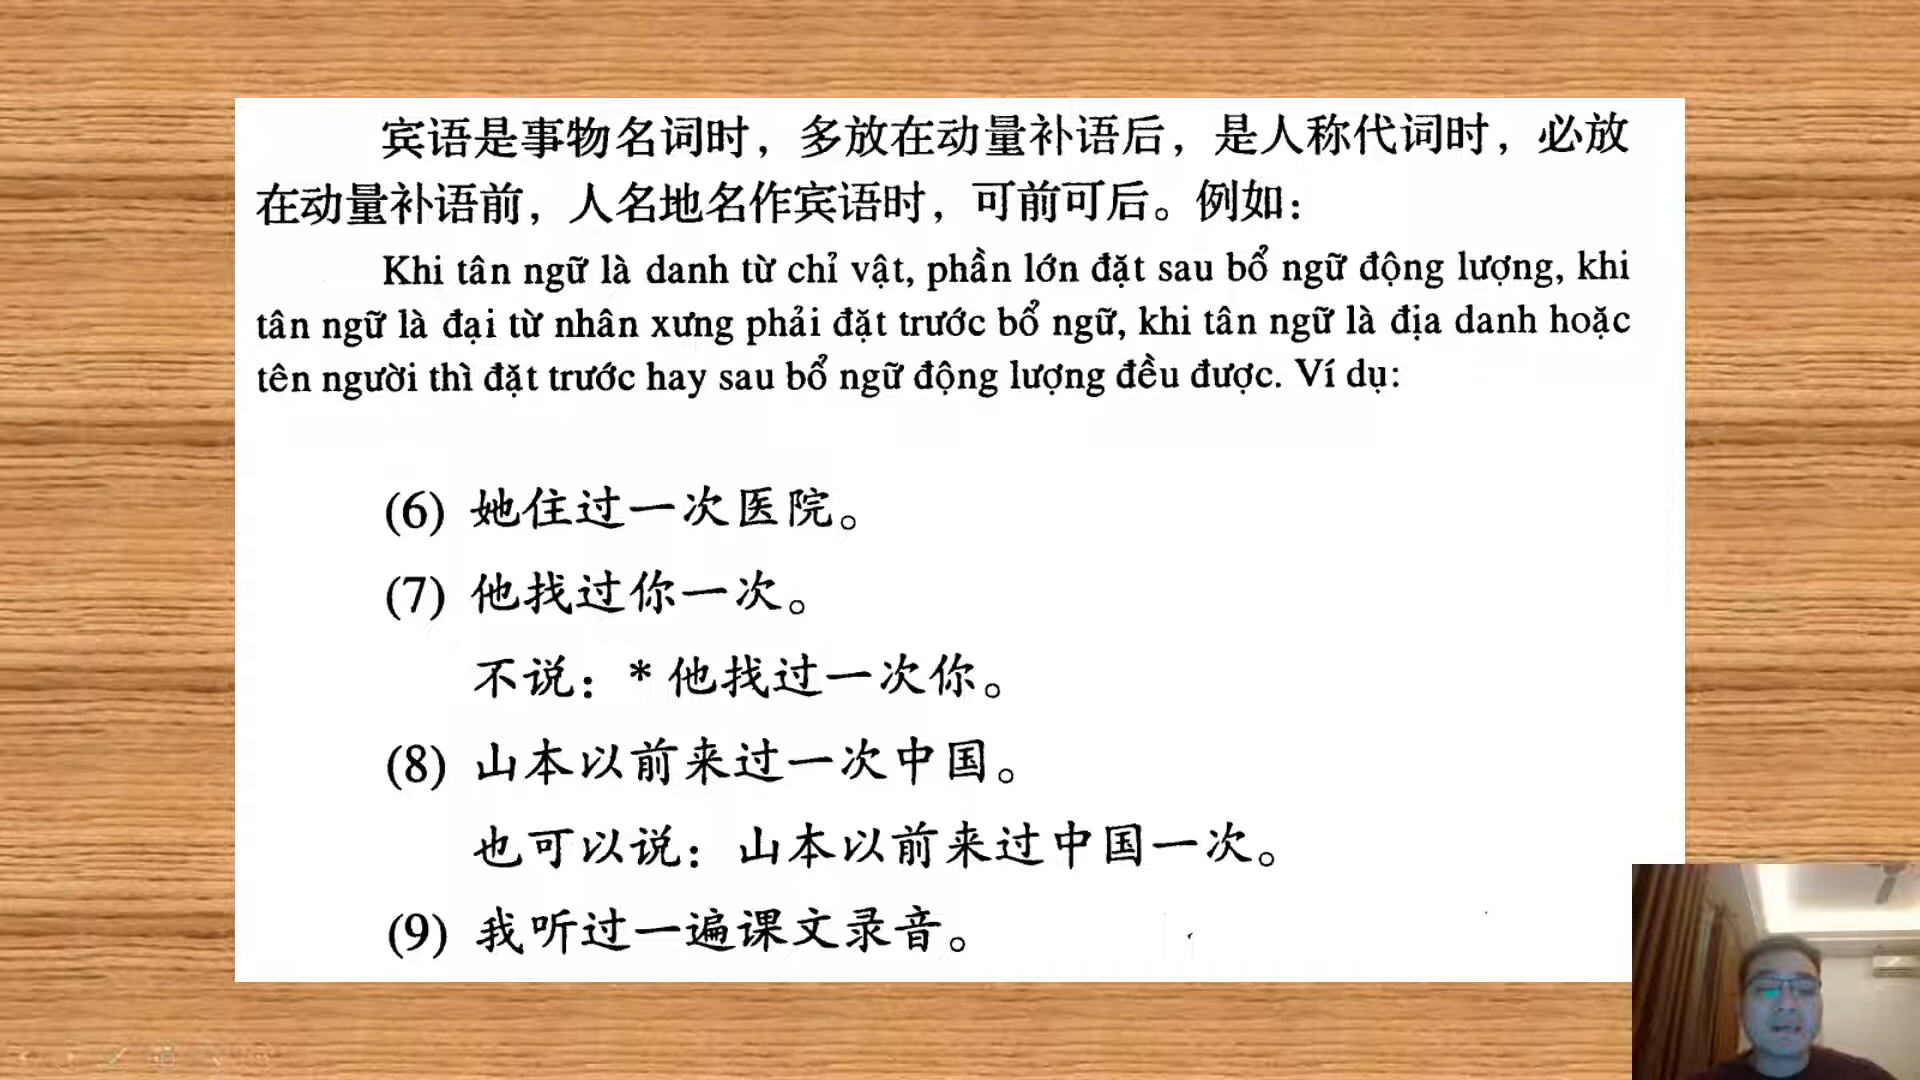 宾语是事物名词时，多放在动量补语后，是人称代词时，必放
在动量补语前，人名地名作宾语时，可前可后。例如：
Khi tân ngữ là danh từ chỉ vật, phần lớn đặt sau bổ ngữ động lượng, khi
tân ngữ là đại từ nhân xưng phải đặt trước bổ ngữ, khi tân ngữ là địa danh hoặc
tên người thì đặt trước hay sau bổ ngữ động lượng đều được. Ví dụ:
(6) 她住过一次医院。
(7) 他找过你一次。
不说：* 他找过一次你。
(8) 山本以前来过一次中国。
也可以说：山本以前来过中国一次。
(9) 我听过一遍课文录音。